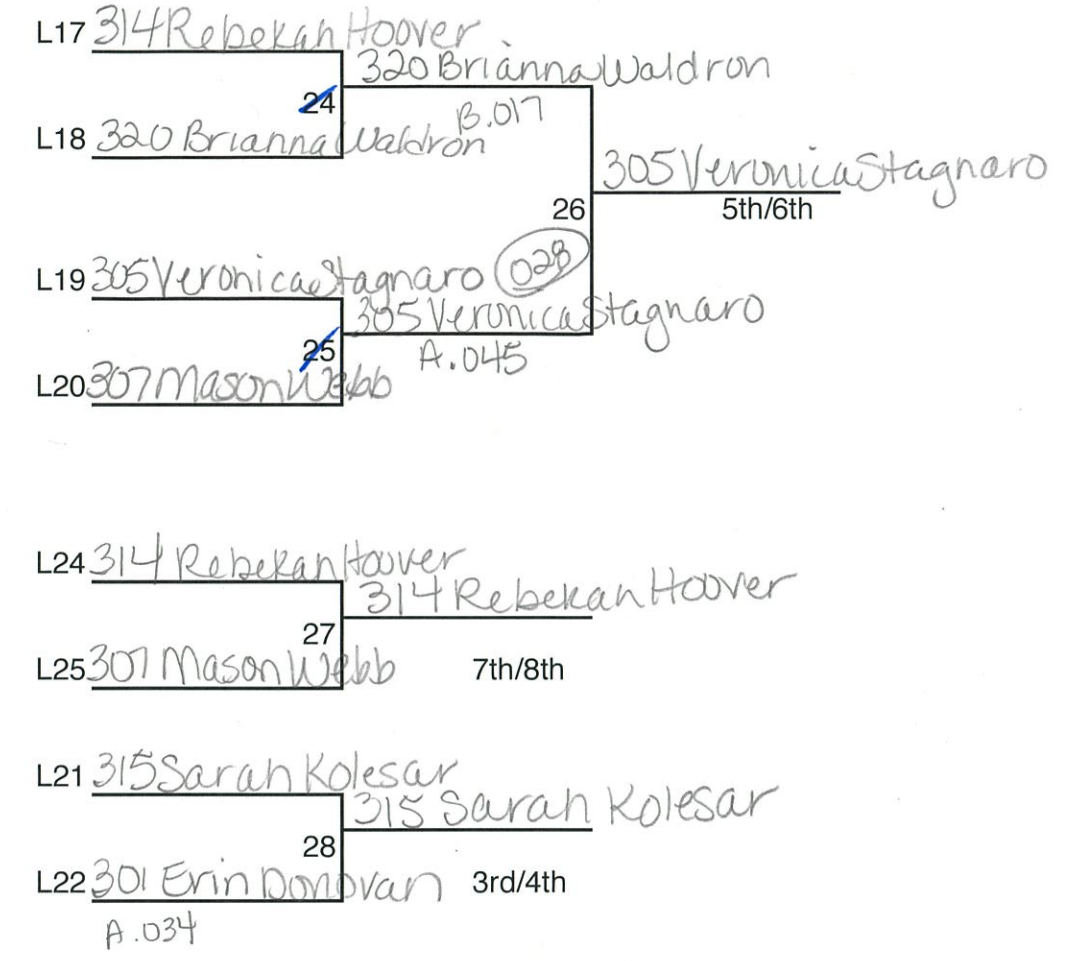 L17 314 Rebekah Hoover
320 Brianna Waldron
24
B.017
L18 320 Brianna Waldron
305 Veronica Stagnaro
26
5th/6th
L19 305 Veronica Stagnaro
028
305 Veronica Stagnaro
25
A.045
L20 307 Mason Webb
L24 314 Rebekah Hoover
314 Rebekah Hoover
27
L25 307 Mason Webb
7th/8th
L21 315 Sarah Kolesar
315 Sarah Kolesar
28
L22 301 Erin Donovan
3rd/4th
A.034